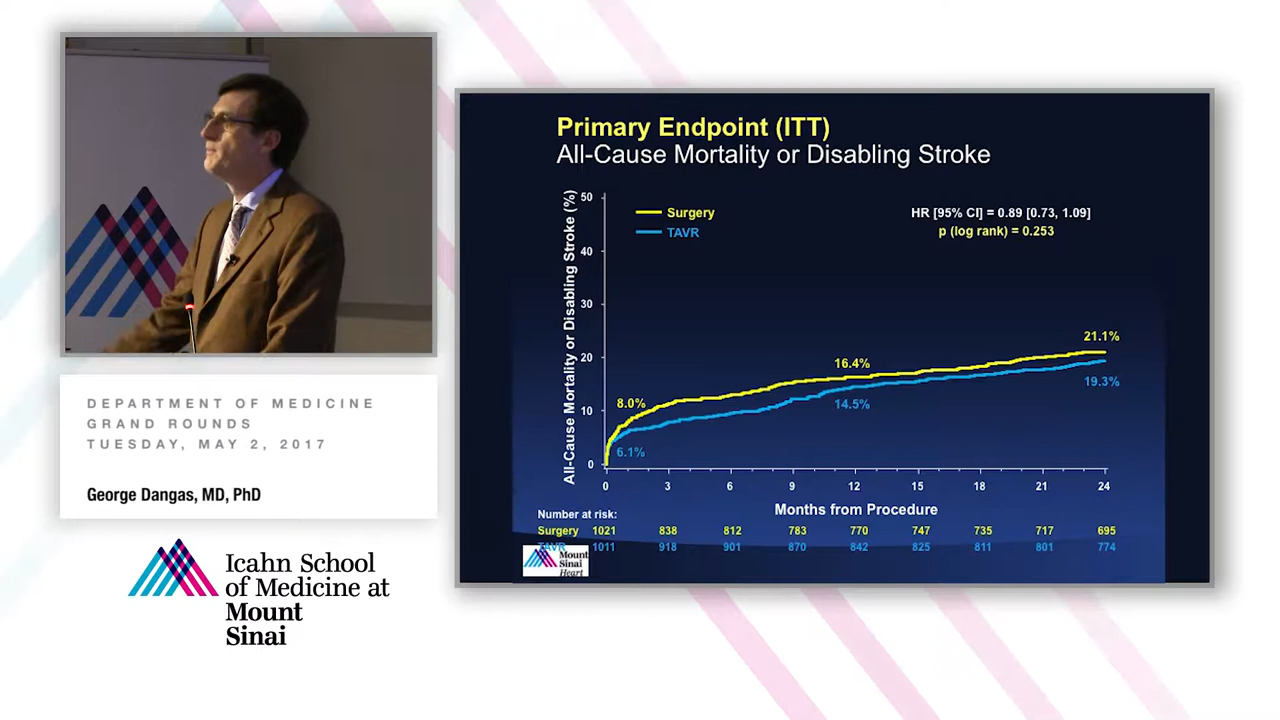 Primary Endpoint (ITT)
All-Cause Mortality or Disabling Stroke
All-Cause Mortality or Disabling Stroke (%)
50
40
30
20
10
0
Surgery
TAVR
HR [95% CI] = 0.89 [0.73, 1.09]
p (log rank) = 0.253
8.0%
6.1%
16.4%
14.5%
21.1%
19.3%
0 3 6 9 12 15 18 21 24
Months from Procedure
Number at risk:
Surgery 1021 838 812 783 770 747 735 717 695
TAVR 1011 918 901 870 842 825 811 801 774
Mount
Sinai
Heart
DEPARTMENT OF MEDICINE
GRAND ROUNDS
TUESDAY, MAY 2, 2017
George Dangas, MD, PhD
Icahn School
of Medicine at
Mount
Sinai